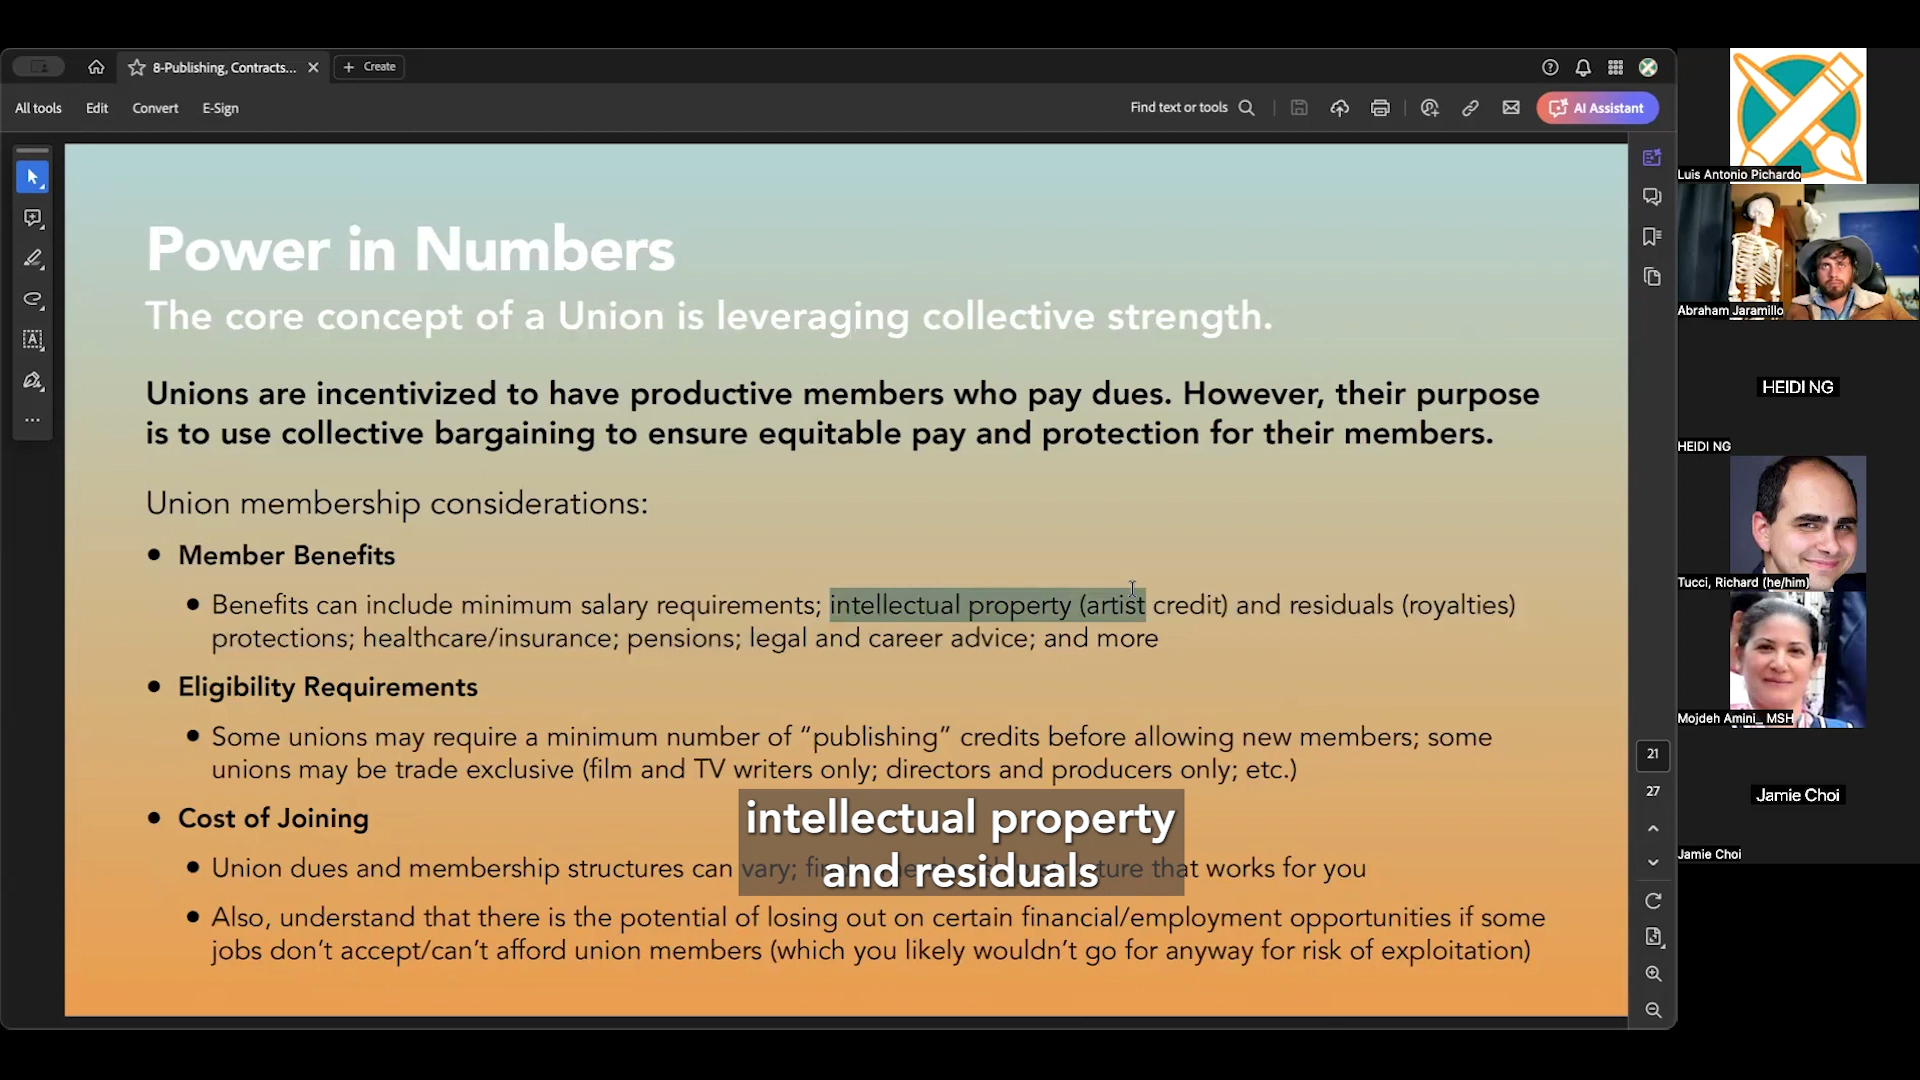 8-Publishing, Contracts...
Create
All tools
Edit
Convert
E-Sign
Find text or tools
AI Assistant
Power in Numbers
The core concept of a Union is leveraging collective strength.
Unions are incentivized to have productive members who pay dues. However, their purpose
is to use collective bargaining to ensure equitable pay and protection for their members.
Union membership considerations:
• Member Benefits
• Benefits can include minimum salary requirements; intellectual property (artist credit) and residuals (royalties)
protections; healthcare/insurance; pensions; legal and career advice; and more
• Eligibility Requirements
• Some unions may require a minimum number of “publishing” credits before allowing new members; some
unions may be trade exclusive (film and TV writers only; directors and producers only; etc.)
• Cost of Joining
• Union dues and membership structures can vary; that works for you
• Also, understand that there is the potential of losing out on certain financial/employment opportunities if some
jobs don’t accept/can’t afford union members (which you likely wouldn’t go for anyway for risk of exploitation)
intellectual property
and residuals
21
27
Luis Antonio Pichardo
Abraham Jaramillo
HEIDI NG
HEIDI NG
Tucci, Richard (he/him)
Mojdeh Amini_ MSH
Jamie Choi
Jamie Choi